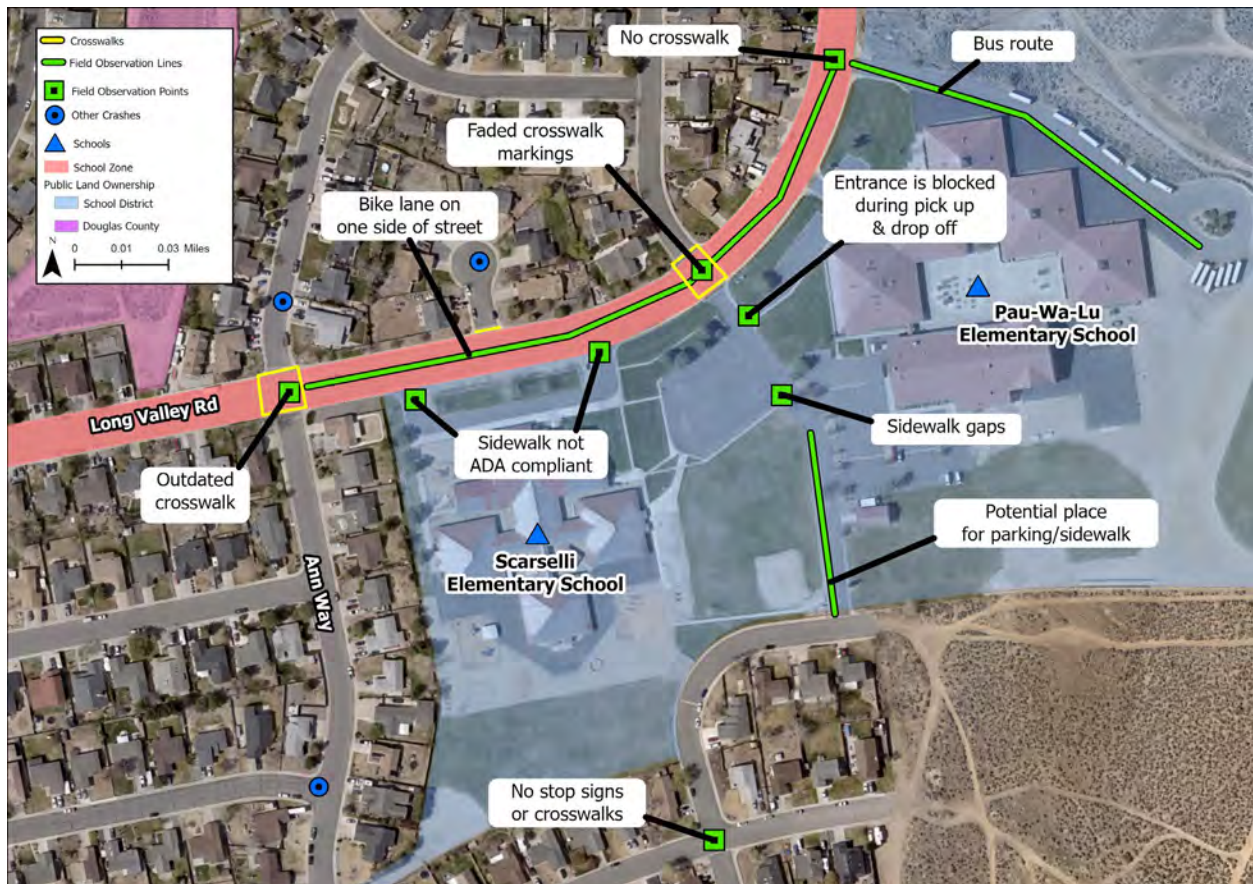 Crosswalks
Field Observation Lines
Field Observation Points
Other Crashes
Schools
School Zone
Public Land Ownership
School District
Douglas County
N
0 0.01 0.03 Miles
No crosswalk
Bus route
Faded crosswalk
markings
Bike lane on
one side of street
Entrance is blocked
during pick up
& drop off
Pau-Wa-Lu
Elementary School
Long Valley Rd
Sidewalk not
ADA compliant
Sidewalk gaps
Outdated
crosswalk
Potential place
for parking/sidewalk
Scarselli
Elementary School
Ann Way
No stop signs
or crosswalks